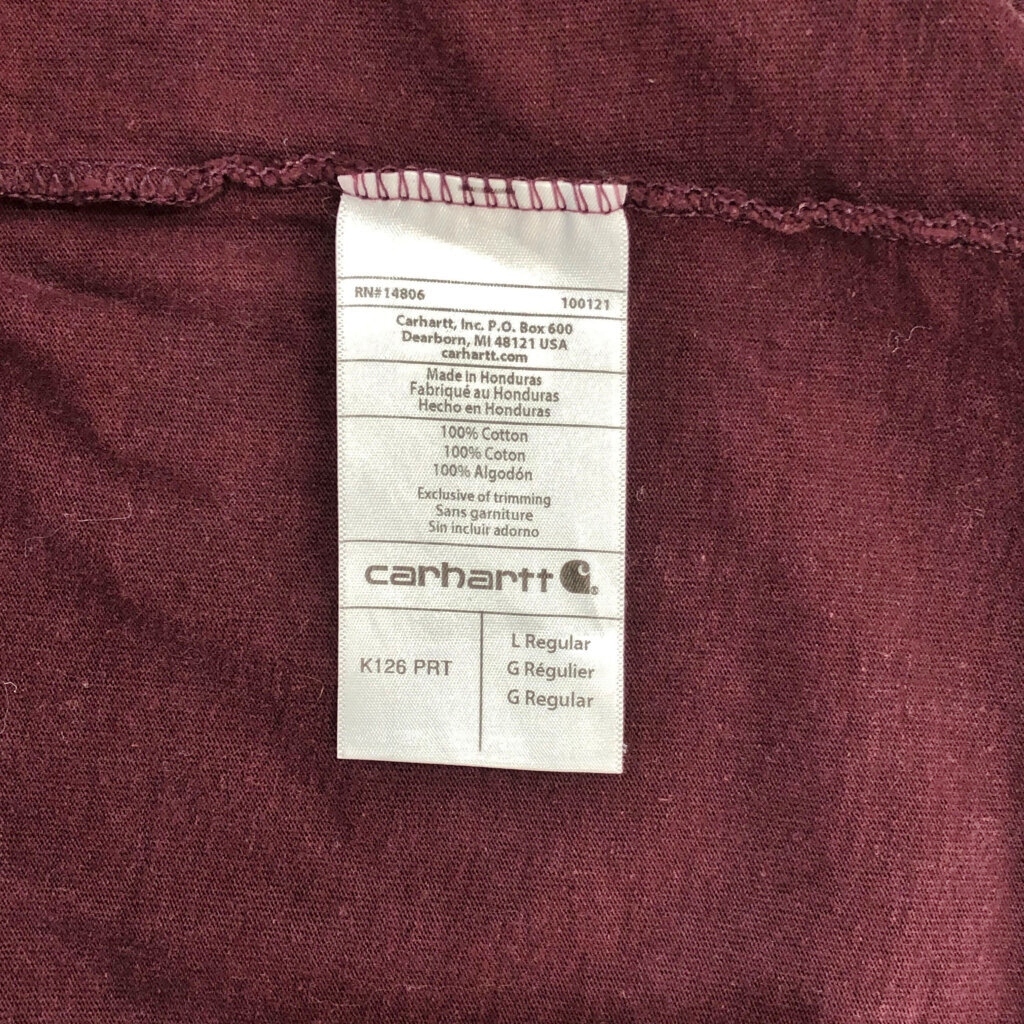 RN#14806 100121
Carhartt, Inc. P.O. Box 600
Dearborn, MI 48121 USA
carhartt.com
Made in Honduras
Fabriqué au Honduras
Hecho en Honduras
100% Cotton
100% Coton
100% Algodón
Exclusive of trimming
Sans garniture
Sin incluir adorno
carhartt®
K126 PRT
L Regular
G Régulier
G Regular